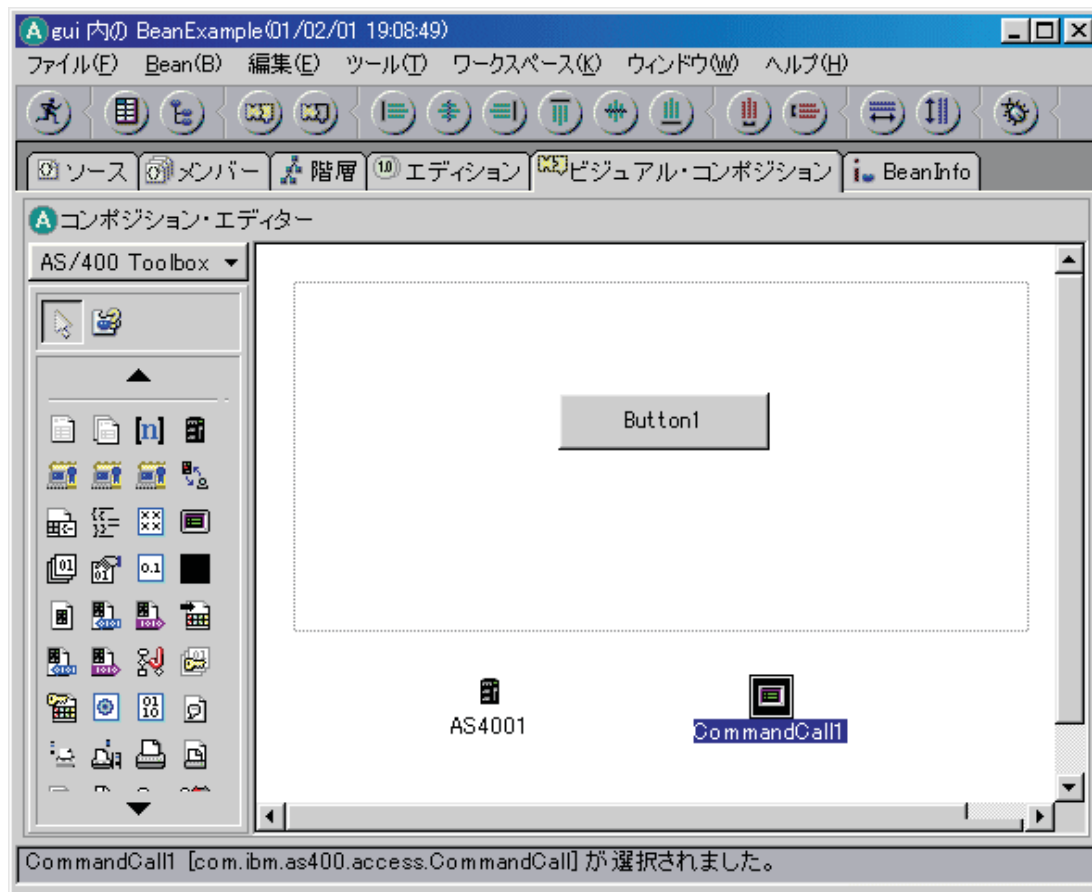 gui 内の BeanExample(01/02/01 19:08:49)
ファイル(F) Bean(B) 編集(E) ツール(T) ワークスペース(K) ウィンドウ(W) ヘルプ(H)
ソース メンバー 階層 1.0 エディション ビジュアル・コンポジション BeanInfo
A コンポジション・エディター
AS/400 Toolbox
[n]
Button1
AS4001
CommandCall1
CommandCall1 [com.ibm.as400.access.CommandCall] が選択されました。